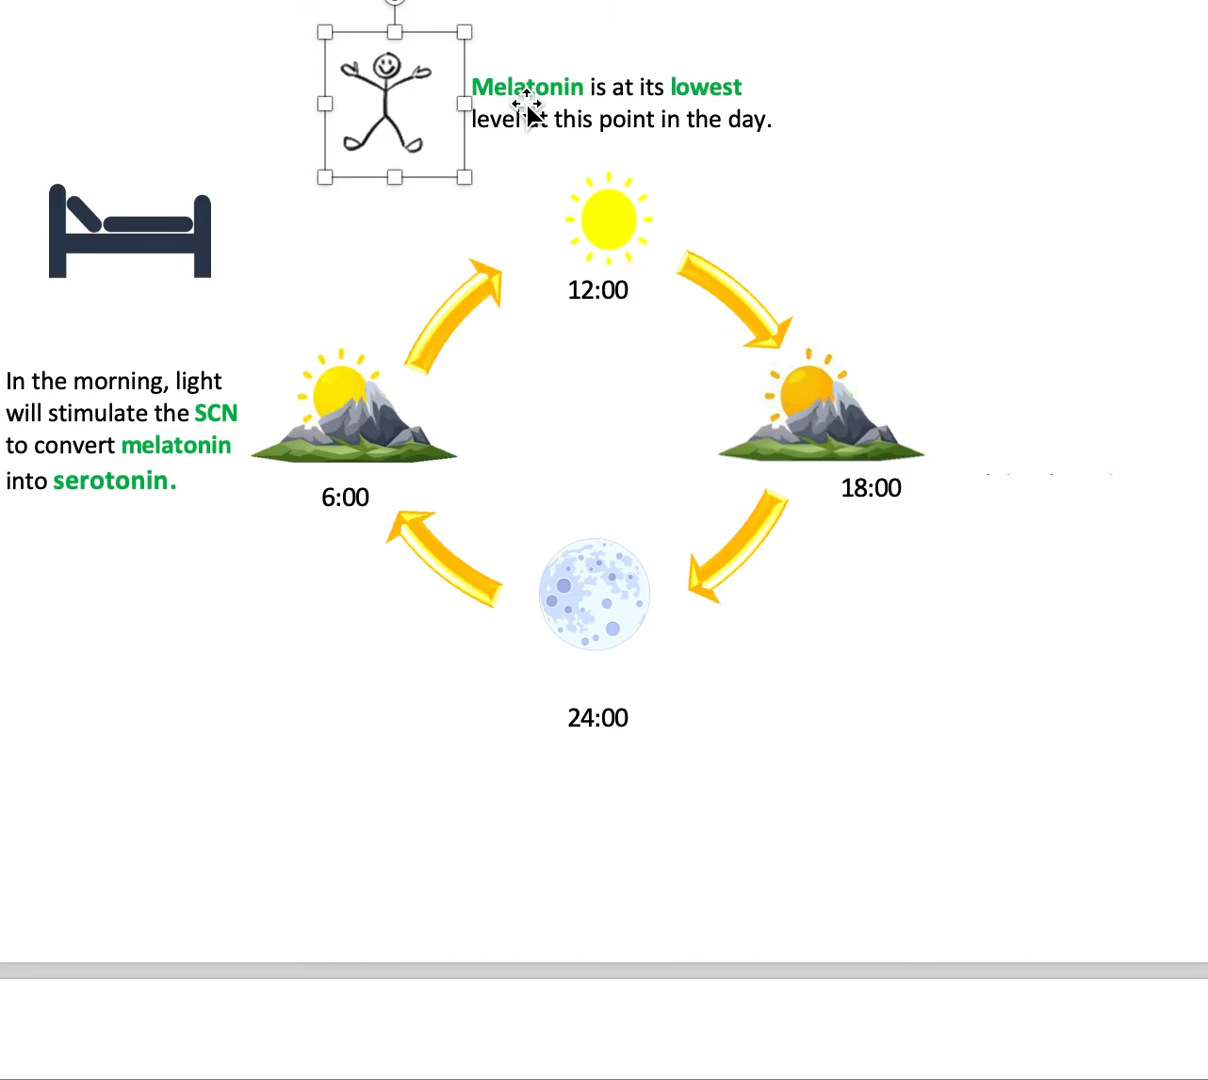 Melatonin is at its lowest
level at this point in the day.
12:00
In the morning, light
will stimulate the SCN
to convert melatonin
into serotonin.
6:00
18:00
24:00